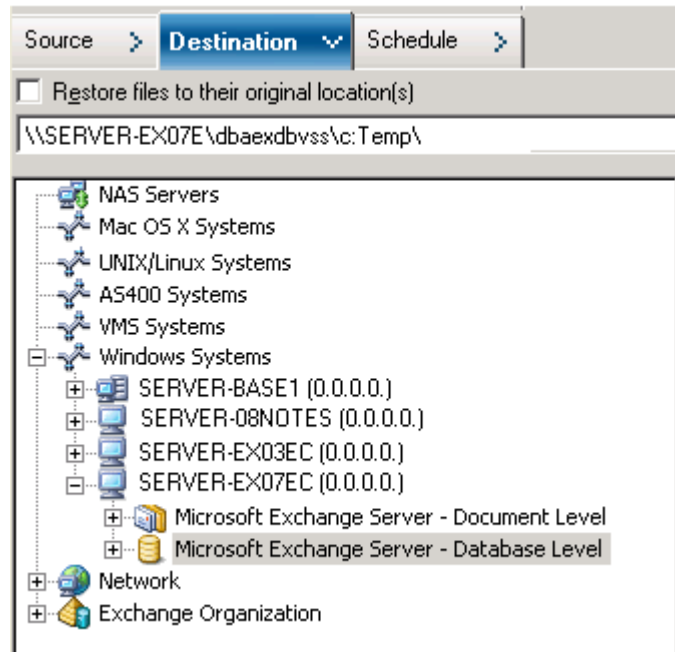 Source > Destination Schedule >
Restore files to their original location(s)
\\SERVER-EX07E\dbaexdbvss\c:Temp\
NAS Servers
Mac OS X Systems
UNIX/Linux Systems
AS400 Systems
VMS Systems
Windows Systems
SERVER-BASE1 (0.0.0.0.)
SERVER-08NOTES (0.0.0.0.)
SERVER-EX03EC (0.0.0.0.)
SERVER-EX07EC (0.0.0.0.)
Microsoft Exchange Server - Document Level
Microsoft Exchange Server - Database Level
Network
Exchange Organization